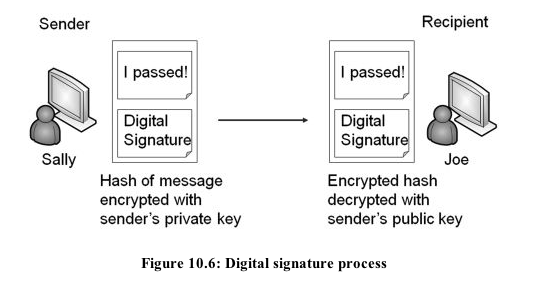 Sender
Recipient
I passed!
Digital
Signature
Sally
I passed!
Digital
Signature
Joe
Hash of message
encrypted with
sender's private key
Encrypted hash
decrypted with
sender's public key
Figure 10.6: Digital signature process